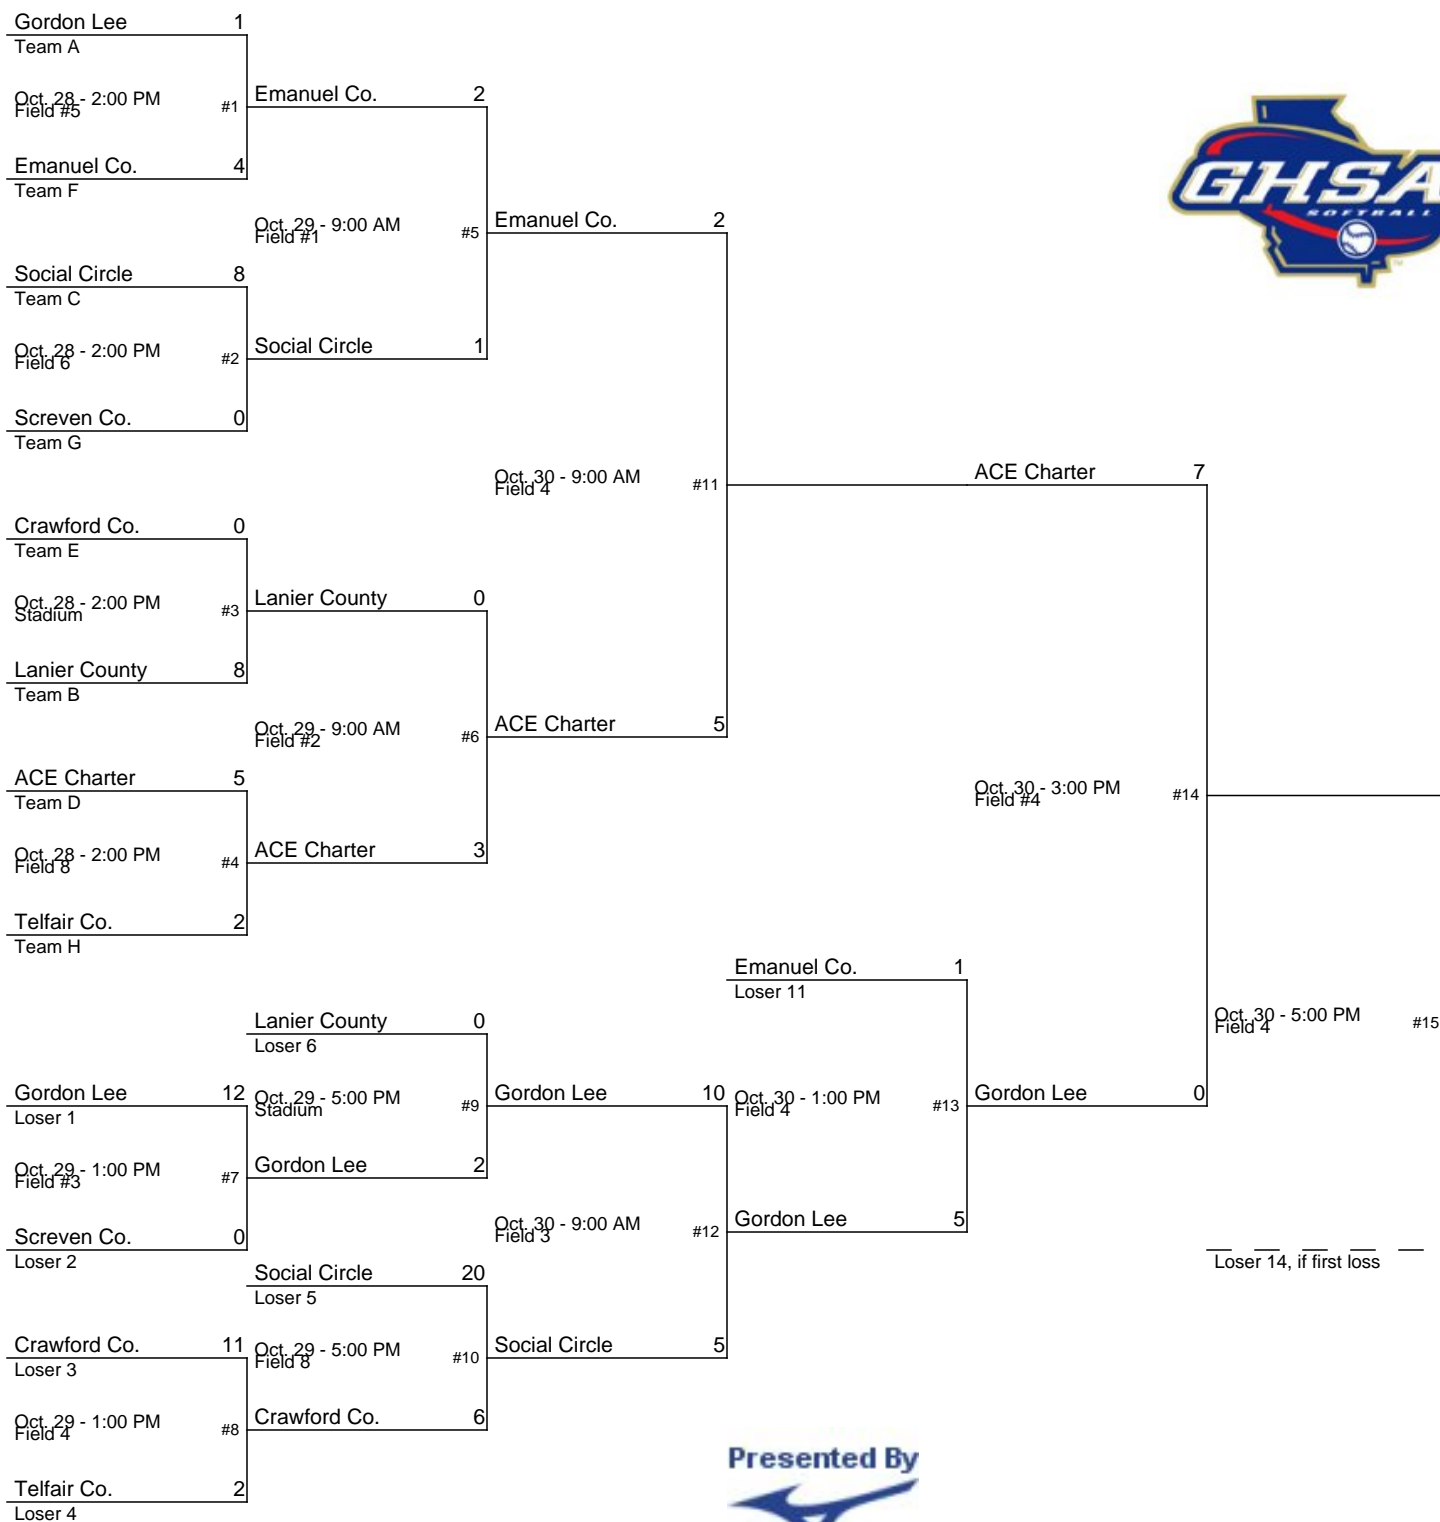 Gordon Lee 1
Team A
Oct. 28 - 2:00 PM
Field #5
#1
Emanuel Co. 4
Team F
Emanuel Co. 2
Social Circle 8
Team C
Oct. 28 - 2:00 PM
Field 6
#2
Screven Co. 0
Team G
Oct. 29 - 9:00 AM
Field #1
#5
Social Circle 1
Emanuel Co. 2
Crawford Co. 0
Team E
Oct. 28 - 2:00 PM
Stadium
#3
Lanier County 8
Team B
Lanier County 0
ACE Charter 5
Team D
Oct. 28 - 2:00 PM
Field 8
#4
Telfair Co. 2
Team H
Oct. 29 - 9:00 AM
Field #2
#6
ACE Charter 3
ACE Charter 5
Oct. 30 - 9:00 AM
Field 4
#11
ACE Charter 7
Oct. 30 - 3:00 PM
Field #4
#14
Gordon Lee 12
Loser 1
Oct. 29 - 1:00 PM
Field #3
#7
Screven Co. 0
Loser 2
Lanier County 0
Loser 6
Oct. 29 - 5:00 PM
Stadium
#9
Gordon Lee 2
Gordon Lee 10
Crawford Co. 11
Loser 3
Oct. 29 - 1:00 PM
Field 4
#8
Telfair Co. 2
Loser 4
Social Circle 20
Loser 5
Oct. 29 - 5:00 PM
Field 8
#10
Crawford Co. 6
Social Circle 5
Oct. 30 - 9:00 AM
Field 3
#12
Emanuel Co. 1
Loser 11
Oct. 30 - 1:00 PM
Field 4
#13
Gordon Lee 5
Gordon Lee 0
Oct. 30 - 5:00 PM
Field 4
#15
Loser 14, if first loss
GHSA
SOFTBALL
TM
Presented By